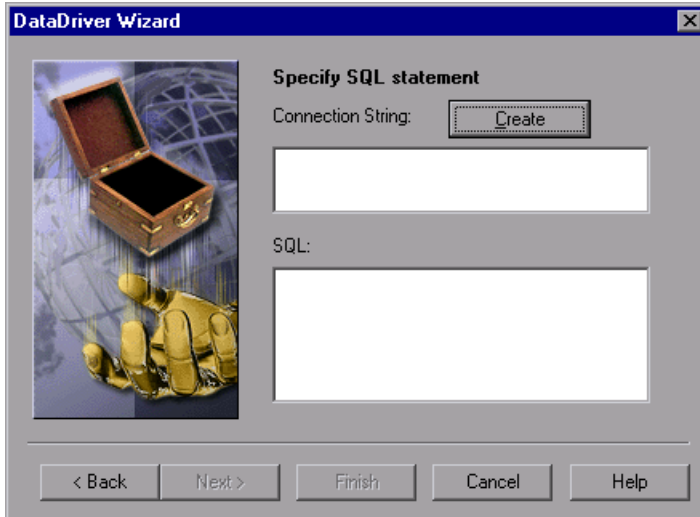 DataDriver Wizard
Specify SQL statement
Connection String: Create
SQL:
< Back Next > Finish Cancel Help